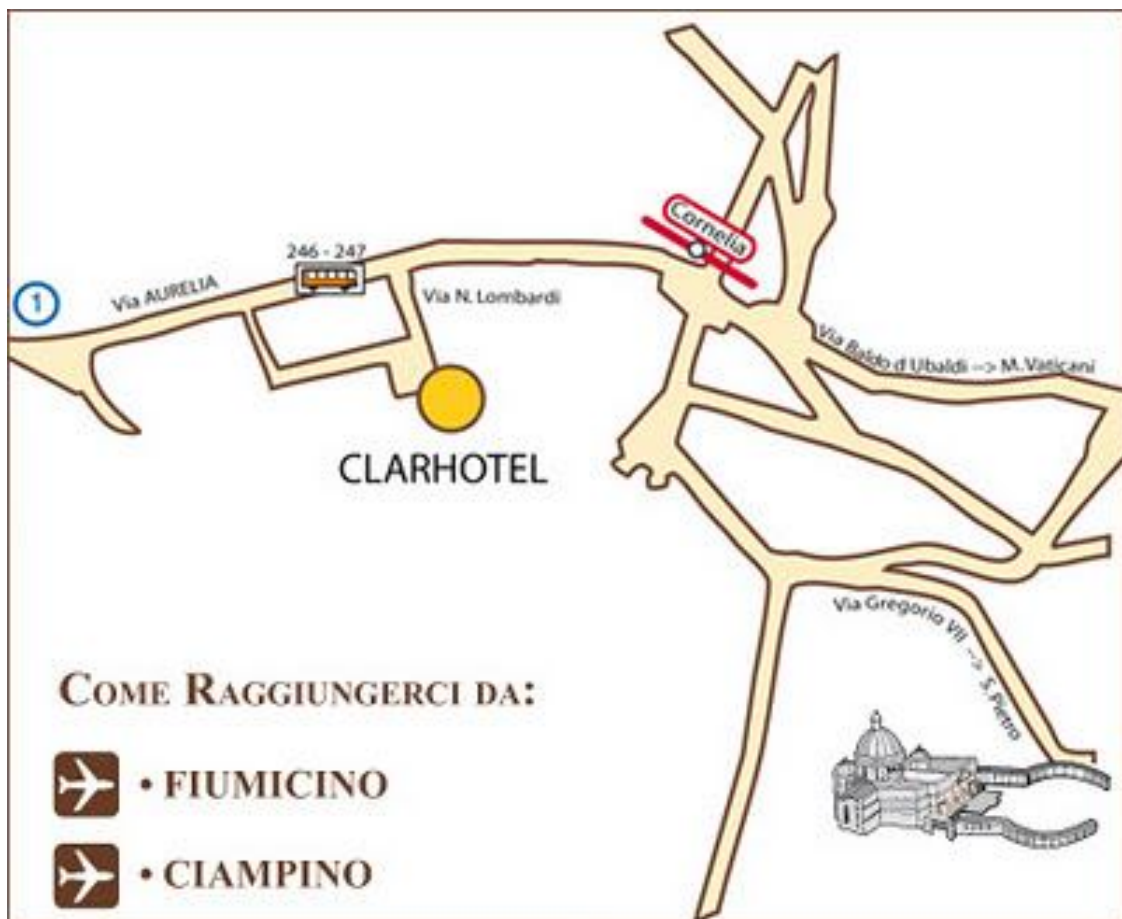 Cornelia
246 - 247
1
Via AURELIA
Via N. Lombardi
Via Baldo d Ubaldi --> M. Vaticani
CLARHOTEL
Via Gregorio VII --> S. Pietro
COME RAGGIUNGERCI DA:
• FIUMICINO
• CIAMPINO